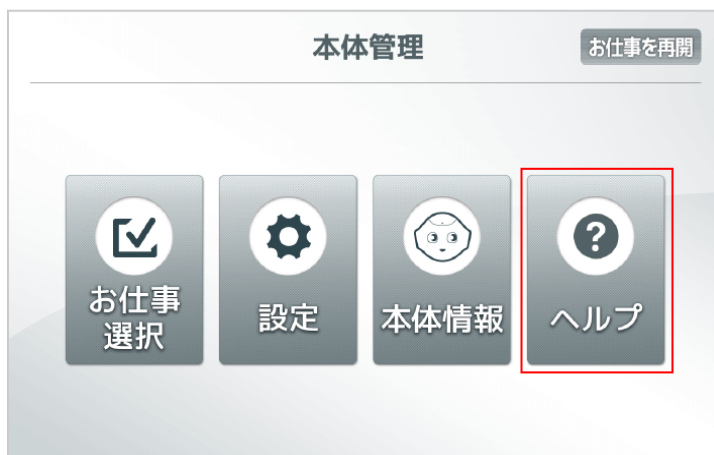 本体管理
お仕事を再開
お仕事
選択
設定
本体情報
ヘルプ